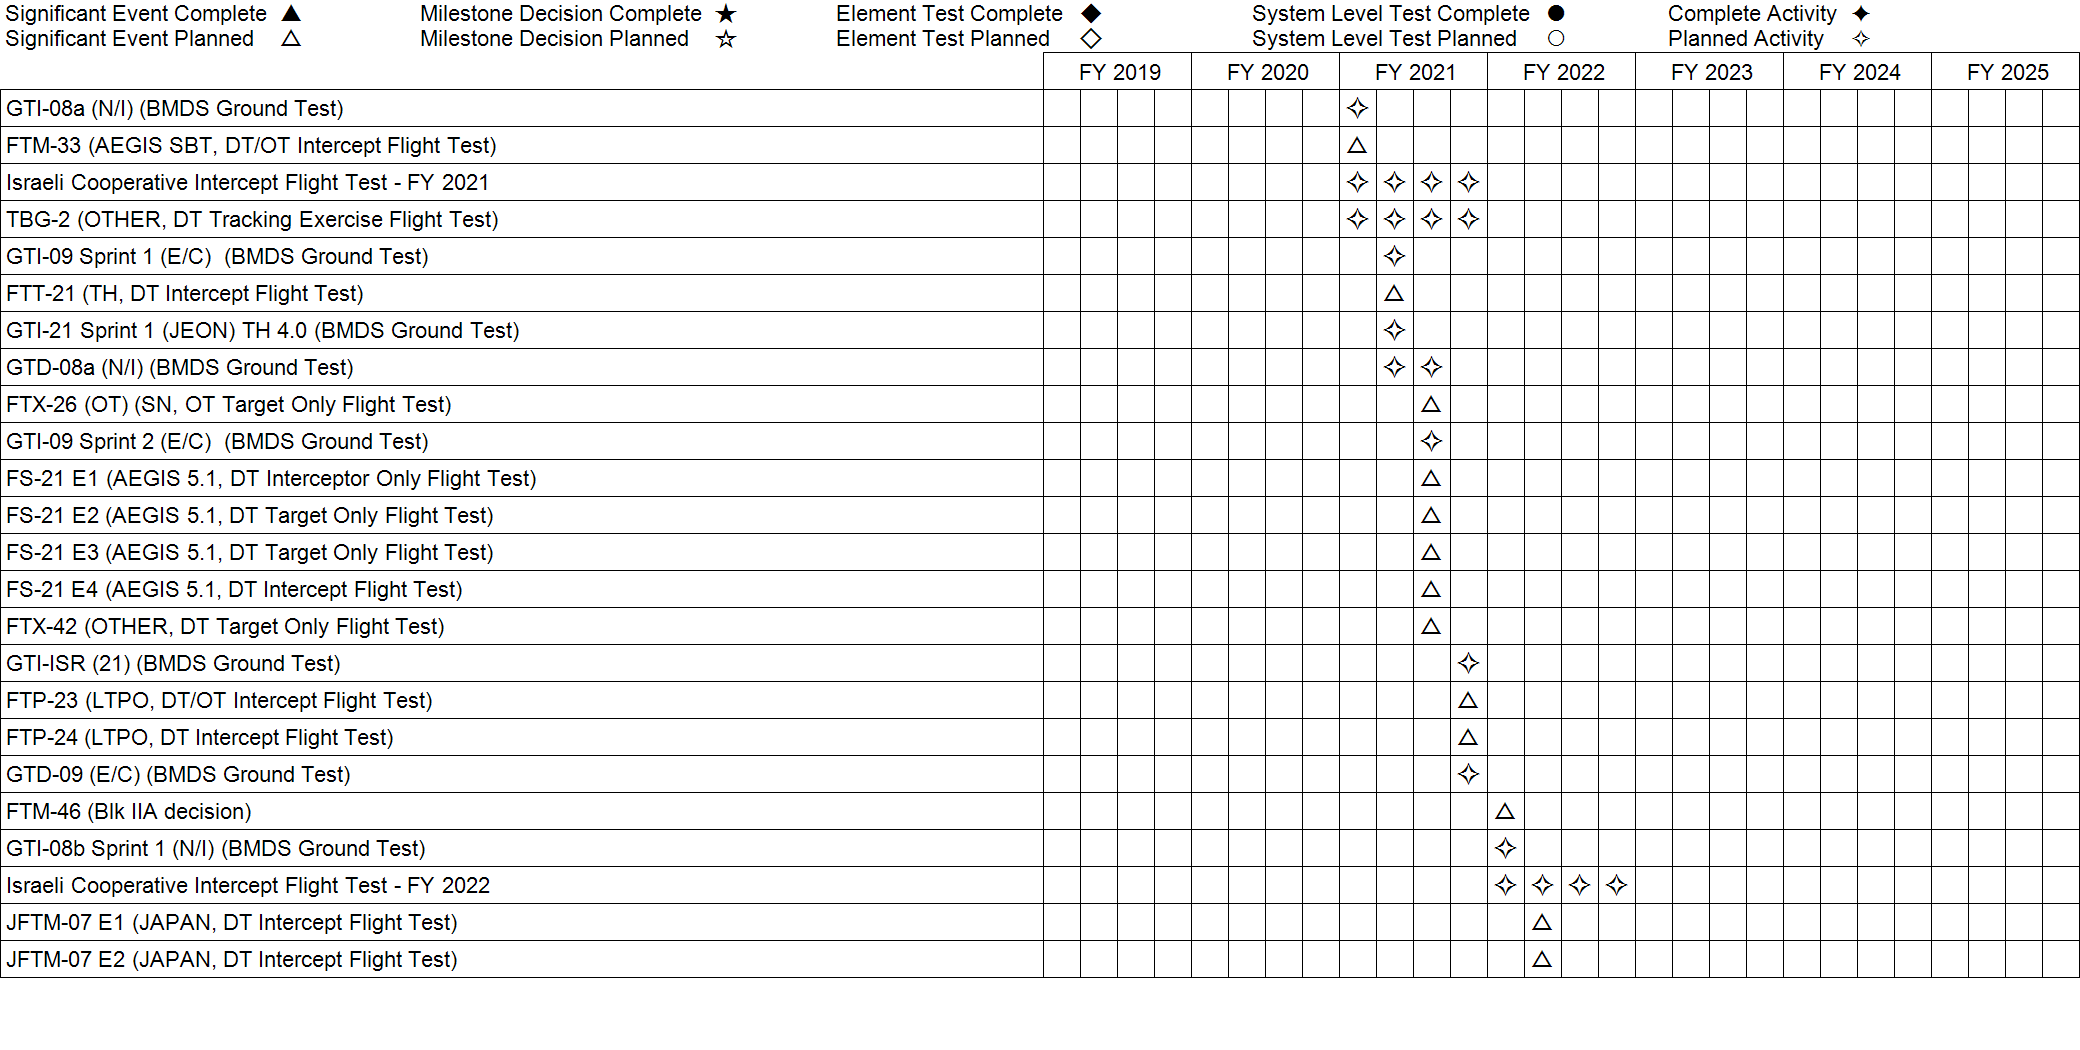 Significant Event Complete ▲ Milestone Decision Complete ★ Element Test Complete ◆ System Level Test Complete ● Complete Activity ✦
Significant Event Planned △ Milestone Decision Planned ☆ Element Test Planned ◇ System Level Test Planned ○ Planned Activity ✧
FY 2019 FY 2020 FY 2021 FY 2022 FY 2023 FY 2024 FY 2025
GTI-08a (N/I) (BMDS Ground Test) ✧
FTM-33 (AEGIS SBT, DT/OT Intercept Flight Test) △
Israeli Cooperative Intercept Flight Test - FY 2021 ✧ ✧ ✧ ✧
TBG-2 (OTHER, DT Tracking Exercise Flight Test) ✧ ✧ ✧ ✧
GTI-09 Sprint 1 (E/C)  (BMDS Ground Test) ✧
FTT-21 (TH, DT Intercept Flight Test) △
GTI-21 Sprint 1 (JEON) TH 4.0 (BMDS Ground Test) ✧
GTD-08a (N/I) (BMDS Ground Test) ✧ ✧
FTX-26 (OT) (SN, OT Target Only Flight Test) △
GTI-09 Sprint 2 (E/C)  (BMDS Ground Test) ✧
FS-21 E1 (AEGIS 5.1, DT Interceptor Only Flight Test) △
FS-21 E2 (AEGIS 5.1, DT Target Only Flight Test) △
FS-21 E3 (AEGIS 5.1, DT Target Only Flight Test) △
FS-21 E4 (AEGIS 5.1, DT Intercept Flight Test) △
FTX-42 (OTHER, DT Target Only Flight Test) △
GTI-ISR (21) (BMDS Ground Test) ✧
FTP-23 (LTPO, DT/OT Intercept Flight Test) △
FTP-24 (LTPO, DT Intercept Flight Test) △
GTD-09 (E/C) (BMDS Ground Test) ✧
FTM-46 (Blk IIA decision) △
GTI-08b Sprint 1 (N/I) (BMDS Ground Test) ✧
Israeli Cooperative Intercept Flight Test - FY 2022 ✧ ✧ ✧ ✧
JFTM-07 E1 (JAPAN, DT Intercept Flight Test) △
JFTM-07 E2 (JAPAN, DT Intercept Flight Test) △